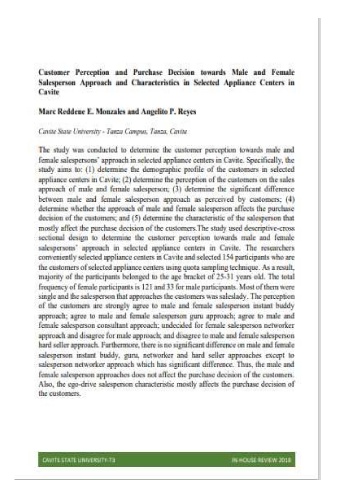 Customer Perception and Purchase Decision towards Male and Female
Salesperson Approach and Characteristics in Selected Appliance Centers in
Cavite
Marc Reddene E. Monzales and Angelito P. Reyes
Cavite State University - Tanza Campus, Tanza, Cavite
The study was conducted to determine the customer perception towards male and
female salespersons' approach in selected appliance centers in Cavite. Specifically, the
study aims to: (1) determine the demographic profile of the customers in selected
appliance centers in Cavite; (2) determine the perception of the customers on the sales
approach of male and female salesperson; (3) determine the significant difference
between male and female salesperson approach as perceived by customers; (4)
determine whether the approach of male and female salesperson affects the purchase
decision of the customers; and (5) determine the characteristic of the salesperson that
mostly affect the purchase decision of the customers.The study used descriptive-cross
sectional design to determine the customer perception towards male and female
salespersons' approach in selected appliance centers in Cavite. The researchers
conveniently selected appliance centers in Cavite and selected 154 participants who are
the customers of selected appliance centers using quota sampling technique. As a result,
majority of the participants belonged to the age bracket of 25-31 years old. The total
frequency of female participants is 121 and 33 for male participants. Most of them were
single and the salesperson that approaches the customers was saleslady. The perception
of the customers are strongly agree to male and female salesperson instant buddy
approach; agree to male and female salesperson guru approach; agree to male and
female salesperson consultant approach; undecided for female salesperson networker
approach and disagree for male approach; and disagree to male and female salesperson
hard seller approach. Furthermore, there is no significant difference on male and female
salesperson instant buddy, guru, networker and hard seller approaches except to
salesperson networker approach which has significant difference. Thus, the male and
female salesperson approaches does not affect the purchase decision of the customers.
Also, the ego-drive salesperson characteristic mostly affects the purchase decision of
the customers.
CAVITE STATE UNIVERSITY-T3 IN-HOUSE REVIEW 2018